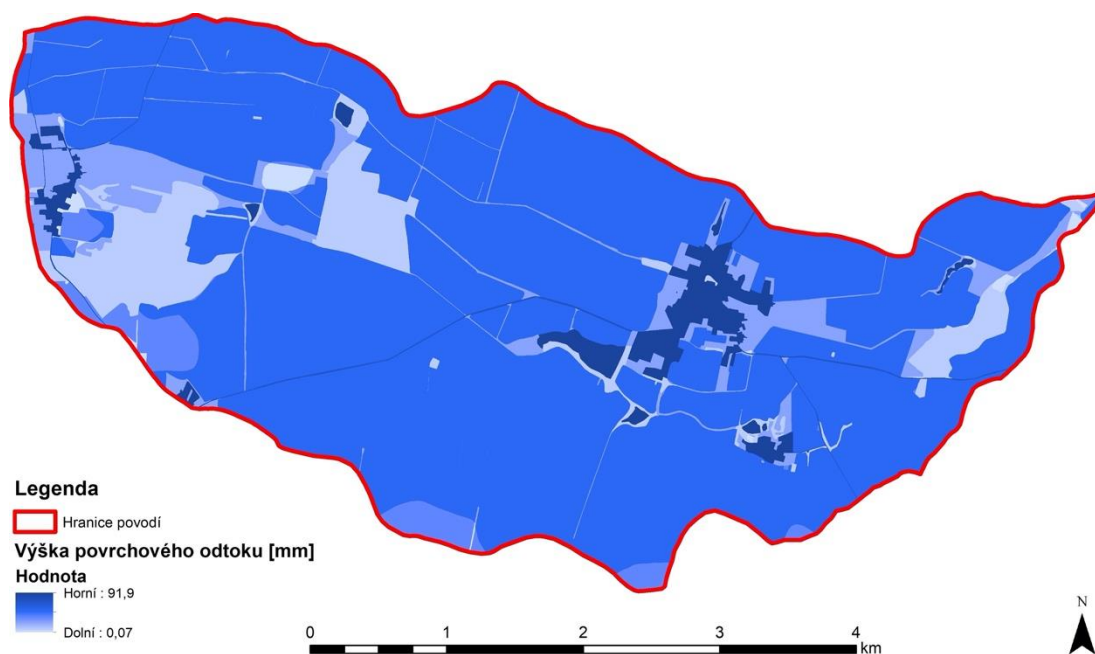 Legenda
Hranice povodí
Výška povrchového odtoku [mm]
Hodnota
Horní : 91,9
Dolní : 0,07
0 1 2 3 4
km
N